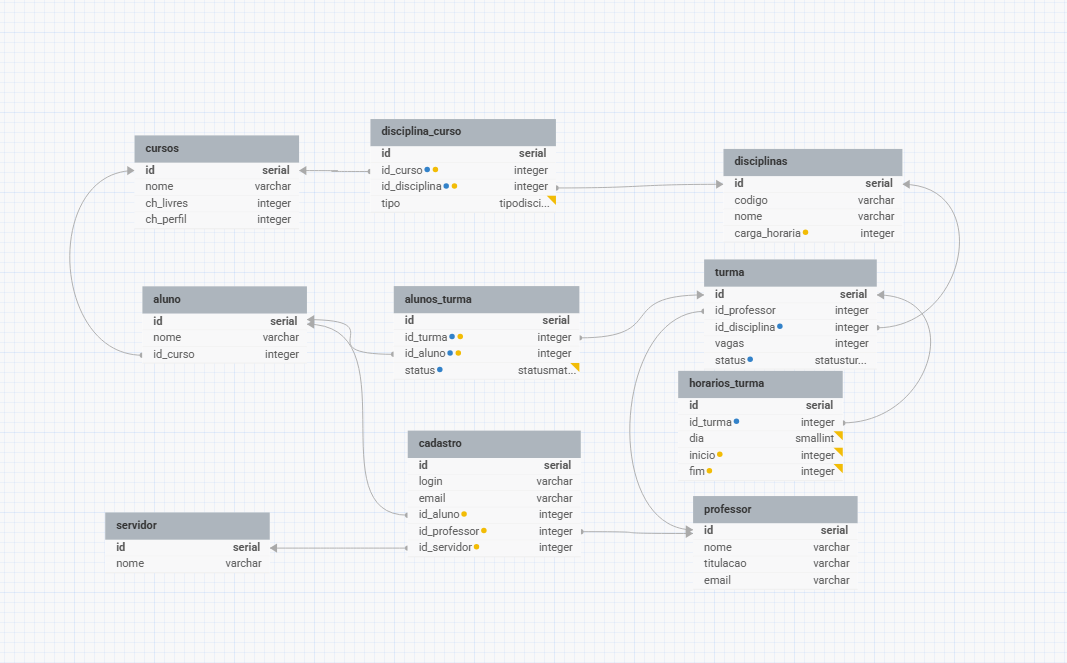 cursos
id serial
nome varchar
ch_livres integer
ch_perfil integer
disciplina_curso
id serial
id_curso integer
id_disciplina integer
tipo tipodisci...
disciplinas
id serial
codigo varchar
nome varchar
carga_horaria integer
aluno
id serial
nome varchar
id_curso integer
alunos_turma
id serial
id_turma integer
id_aluno integer
status statusmat...
turma
id serial
id_professor integer
id_disciplina integer
vagas integer
status statustur...
horarios_turma
id serial
id_turma integer
dia smallint
inicio integer
fim integer
cadastro
id serial
login varchar
email varchar
id_aluno integer
id_professor integer
id_servidor integer
servidor
id serial
nome varchar
professor
id serial
nome varchar
titulacao varchar
email varchar